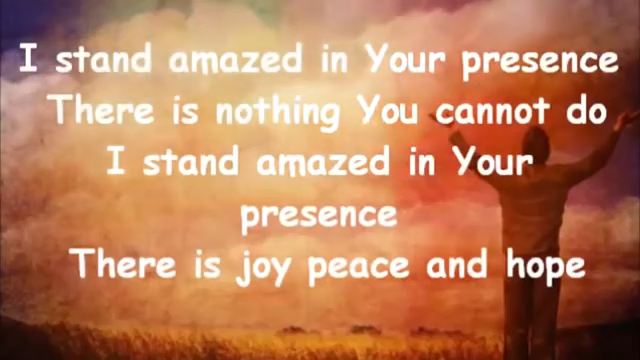 I stand amazed in Your presence
There is nothing You cannot do
I stand amazed in Your
presence
There is joy peace and hope